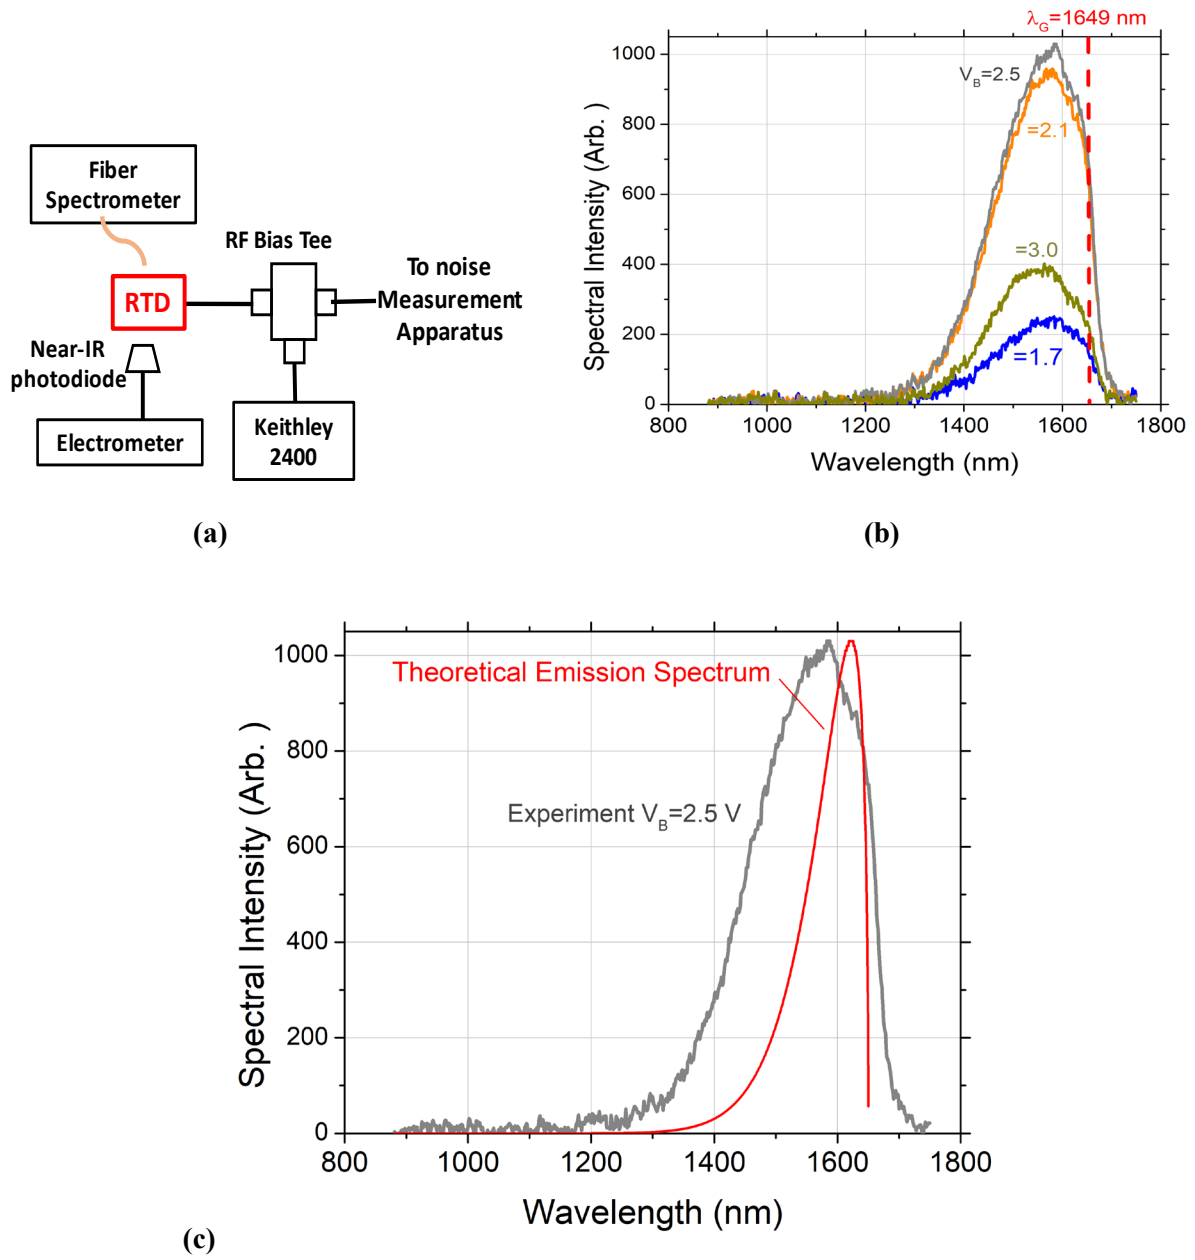 Fiber
Spectrometer
RF Bias Tee
RTD
To noise
Measurement
Apparatus
Near-IR
photodiode
Electrometer
Keithley
2400
(a)
λG=1649 nm
VB=2.5
=2.1
=3.0
=1.7
1000
800
600
400
200
0
800 1000 1200 1400 1600 1800
Spectral Intensity (Arb. )
Wavelength (nm)
(b)
Theoretical Emission Spectrum
Experiment VB=2.5 V
1000
800
600
400
200
0
800 1000 1200 1400 1600 1800
Spectral Intensity (Arb. )
Wavelength (nm)
(c)